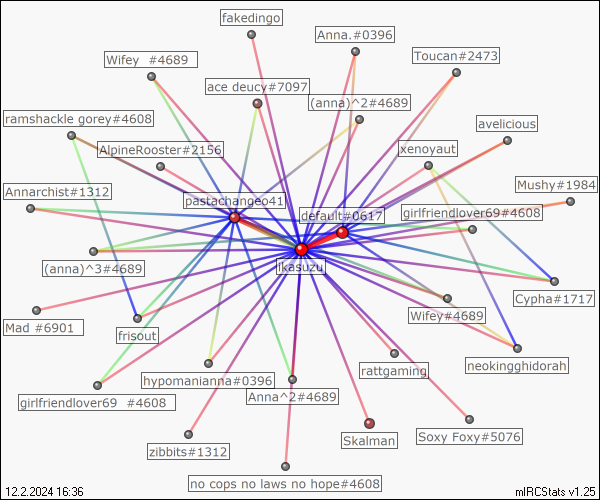 fakedingo
Anna.#0396
Wifey  #4689
Toucan#2473
ace deucy#7097
(anna)^2#4689
ramshackle gorey#4608
avelicious
AlpineRooster#2156
xenoyaut
Annarchist#1312
Mushy#1984
pastachangeo41
default#0617
girlfriendlover69#4608
(anna)^3#4689
ikasuzu
Cypha#1717
Wifey#4689
Mad #6901
frisout
neokingghidorah
rattgaming
hypomanianna#0396
Anna^2#4689
girlfriendlover69  #4608
Skalman
Soxy Foxy#5076
zibbits#1312
no cops no laws no hope#4608
12.2.2024 16:36
mIRCStats v1.25